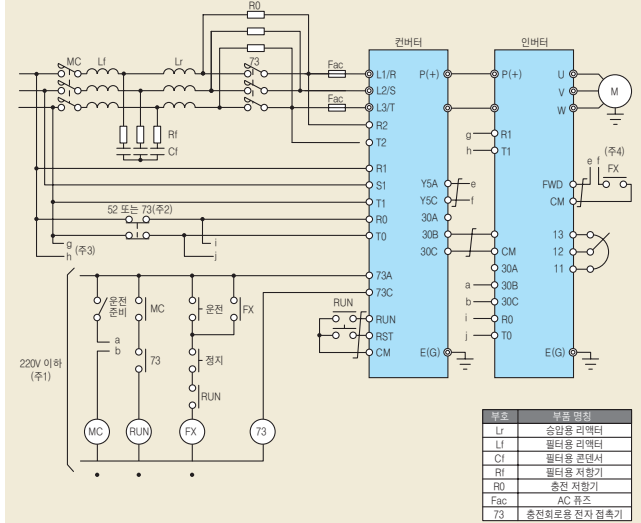 R0
컨버터
인버터
MC Lf Lr 73 Fac
L1/R P(+) P(+) U
L2/S V M
Fac L3/T W
R2
T2
Rf
Cf
g R1
h T1
(주4)
e f
FX
R1
S1 Y5A e FWD
T1 Y5C f CM
52 또는 73(주2)
R0 30A
T0 30B 13
g (주3) i
h j
30C CM 12
30A 11
73A a 30B
73C b 30C
운전 준비 MC 운전 FX
RUN
RUN i R0
RST j T0
CM E(G) E(G)
a
b
73 정지
RUN
220V 이하
(주1)
MC RUN FX 73
부호 부품 명칭
Lr 승압용 리액터
Lf 필터용 리액터
Cf 필터용 콘덴서
Rf 필터용 저항기
R0 충전 저항기
Fac AC 퓨즈
73 충전회로용 전자 접촉기